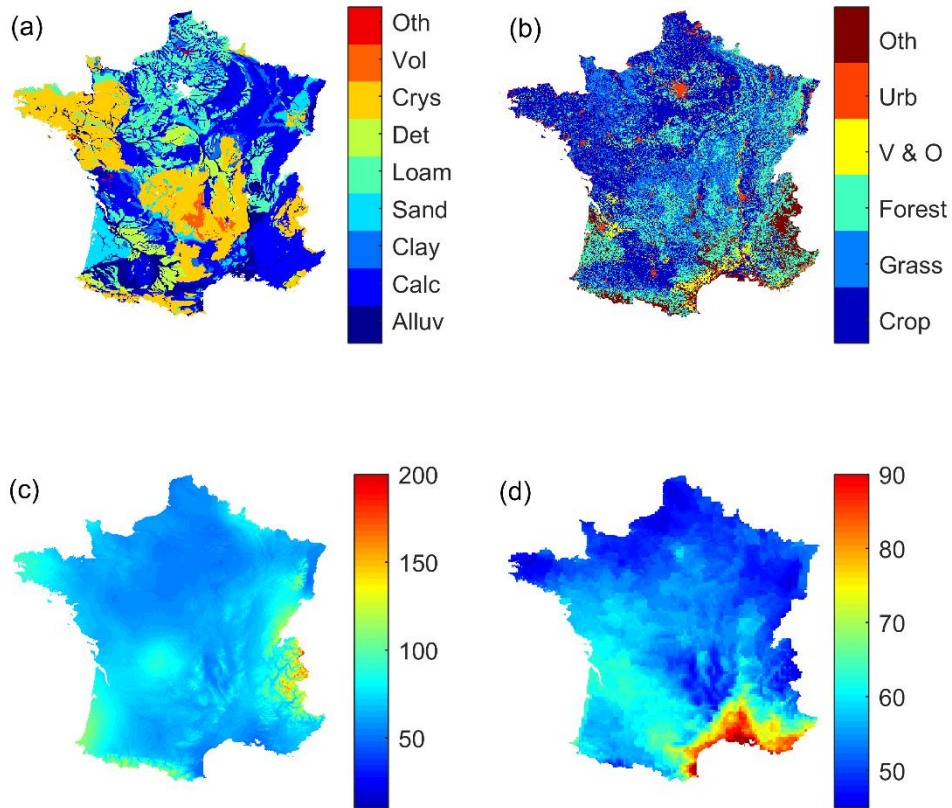 (a)
Oth
Vol
Crys
Det
Loam
Sand
Clay
Calc
Alluv
(b)
Oth
Urb
V & O
Forest
Grass
Crop
(c)
200
150
100
50
(d)
90
80
70
60
50